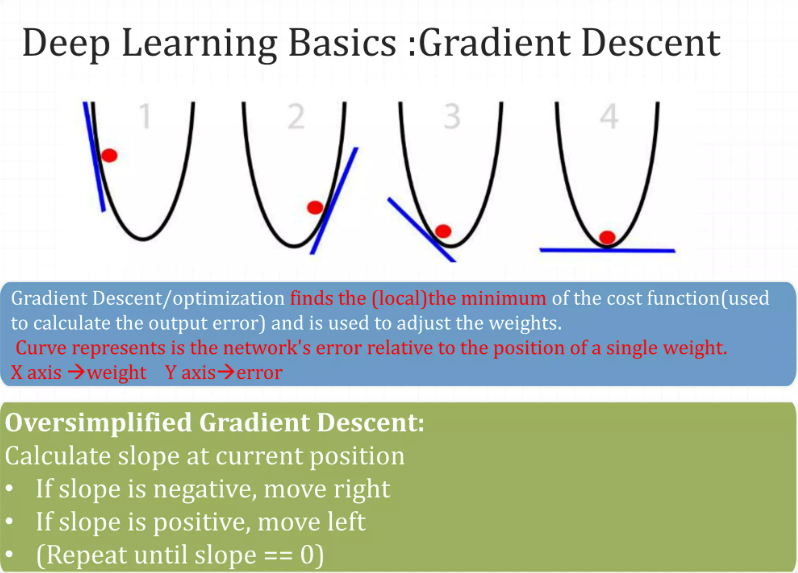 Deep Learning Basics :Gradient Descent
1 2 3 4
Gradient Descent/optimization finds the (local)the minimum of the cost function(used
to calculate the output error) and is used to adjust the weights.
Curve represents is the network's error relative to the position of a single weight.
X axis →weight Y axis→error
Oversimplified Gradient Descent:
Calculate slope at current position
• If slope is negative, move right
• If slope is positive, move left
• (Repeat until slope == 0)